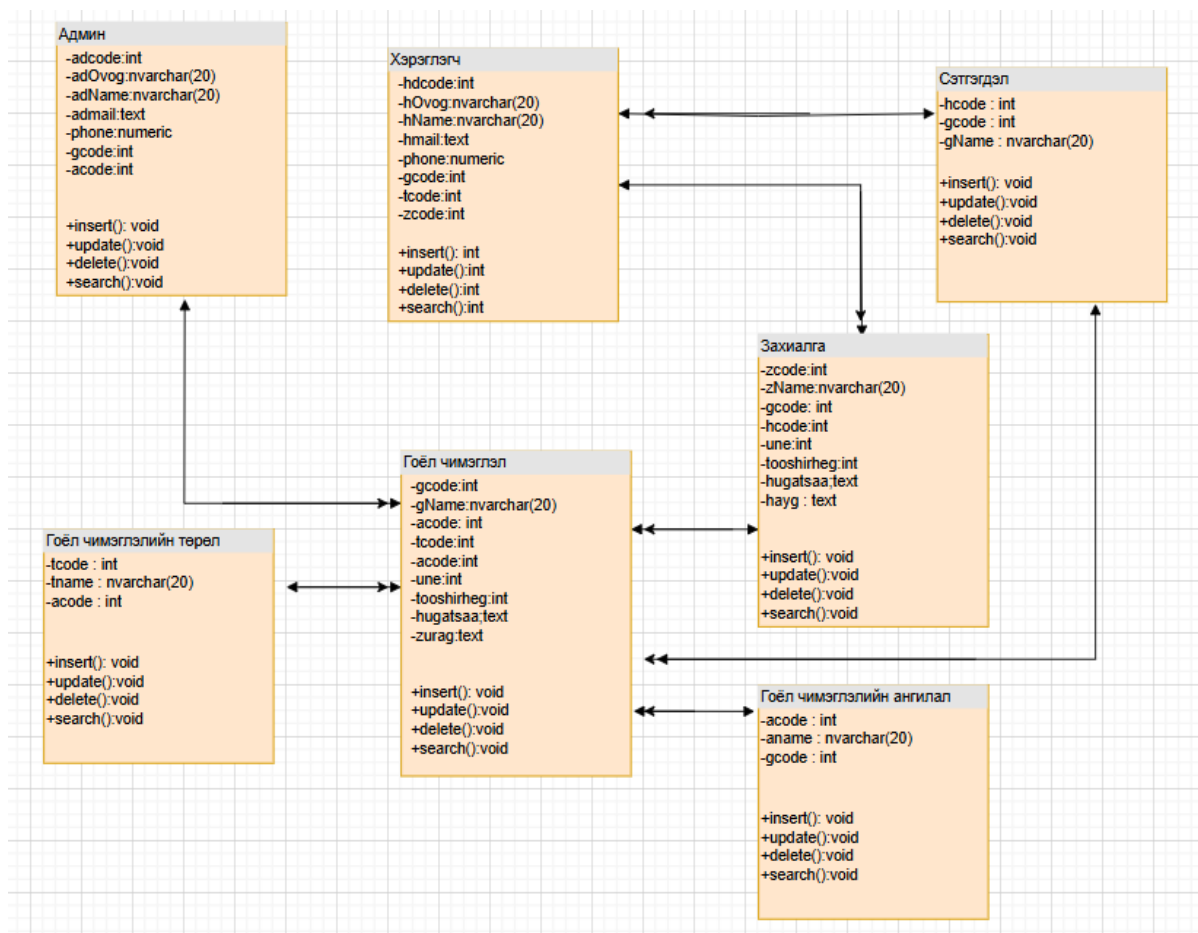 Админ
-adcode:int
-adOvog:nvarchar(20)
-adName:nvarchar(20)
-admail:text
-phone:numeric
-gcode:int
-acode:int
+insert(): void
+update():void
+delete():void
+search():void
Хэрэглэгч
-hdcode:int
-hOvog:nvarchar(20)
-hName:nvarchar(20)
-hmail:text
-phone:numeric
-gcode:int
-tcode:int
-zcode:int
+insert(): int
+update():int
+delete():int
+search():int
Сэтгэгдэл
-hcode : int
-gcode : int
-gName : nvarchar(20)
+insert(): void
+update():void
+delete():void
+search():void
Захиалга
-zcode:int
-zName:nvarchar(20)
-gcode: int
-hcode:int
-une:int
-tooshirheg:int
-hugatsaa;text
-hayg : text
+insert(): void
+update():void
+delete():void
+search():void
Гоёл чимэглэл
-gcode:int
-gName:nvarchar(20)
-acode: int
-tcode:int
-acode:int
-une:int
-tooshirheg:int
-hugatsaa;text
-zurag:text
+insert(): void
+update():void
+delete():void
+search():void
Гоёл чимэглэлийн төрөл
-tcode : int
-tname : nvarchar(20)
-acode : int
+insert(): void
+update():void
+delete():void
+search():void
Гоёл чимэглэлийн ангилал
-acode : int
-aname : nvarchar(20)
-gcode : int
+insert(): void
+update():void
+delete():void
+search():void